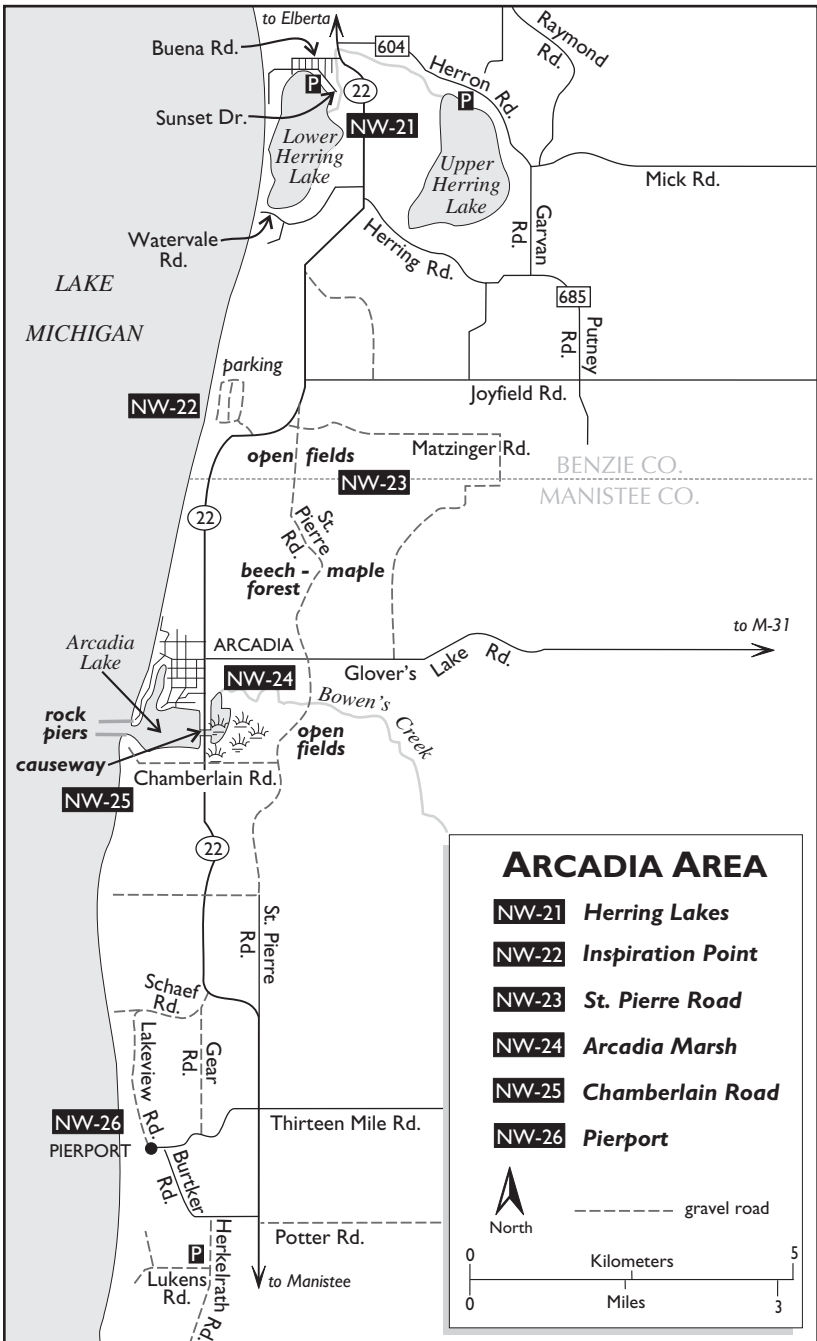 to Elberta
Buena Rd.
604
Raymond
Rd.
P
22
Herron Rd.
P
Sunset Dr.
NW-21
Lower
Herring
Lake
Upper
Herring
Lake
Mick Rd.
Watervale
Rd.
Herring Rd.
Garvan
Rd.
LAKE
MICHIGAN
685
Putney
Rd.
parking
NW-22
Joyfield Rd.
open fields
Matzinger Rd.
BENZIE CO.
NW-23
MANISTEE CO.
22
St.
Pierre
Rd.
beech - maple
forest
Arcadia
Lake
ARCADIA
to M-31
Glover's Lake Rd.
NW-24
Bowen's Creek
rock
piers
open
fields
causeway
Chamberlain Rd.
NW-25
22
St. Pierre
Rd.
Schaef
Rd.
Lakeview Rd.
Gear
Rd.
NW-26
PIERPORT
Thirteen Mile Rd.
Burtker
Rd.
Potter Rd.
Herkelrath Rd.
P
Lukens
Rd.
to Manistee
ARCADIA AREA
NW-21 Herring Lakes
NW-22 Inspiration Point
NW-23 St. Pierre Road
NW-24 Arcadia Marsh
NW-25 Chamberlain Road
NW-26 Pierport
North
gravel road
0 5
Kilometers
0 3
Miles